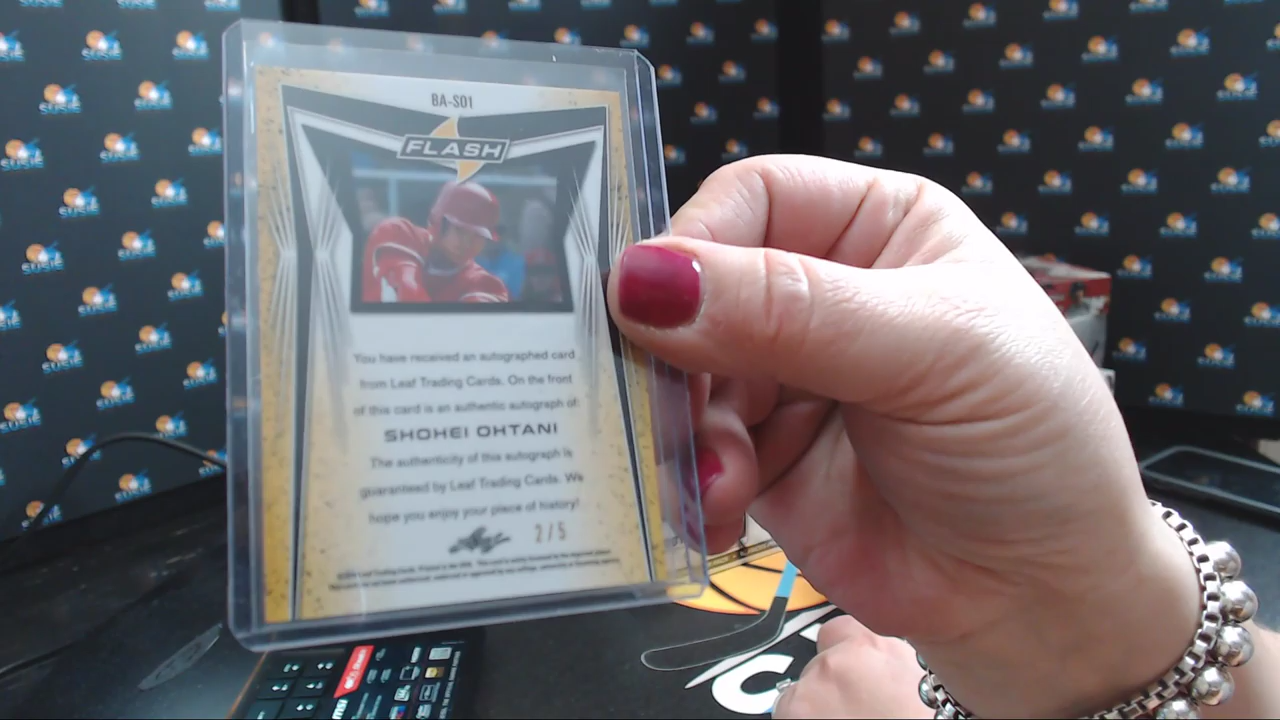 BA-S01
FLASH
You have received an autographed card
from Leaf Trading Cards. On the front
of this card is an authentic autograph of:
SHOHEI OHTANI
The authenticity of this autograph is
guaranteed by Leaf Trading Cards. We
hope you enjoy your piece of history!
Leaf
2/5
SUSIE
msi